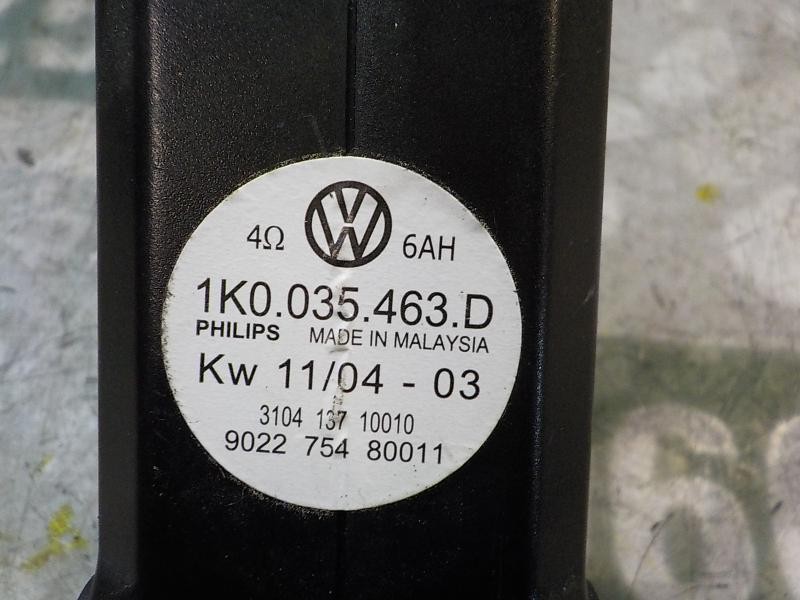 4Ω VW 6AH
1K0.035.463.D
PHILIPS MADE IN MALAYSIA
Kw 11/04 - 03
3104 137 10010
9022 754 80011